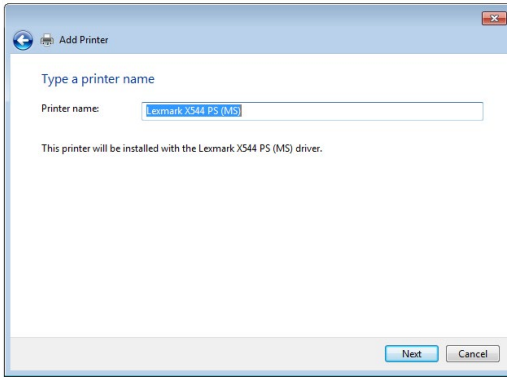 Add Printer
Type a printer name
Printer name: Lexmark X544 PS (MS)
This printer will be installed with the Lexmark X544 PS (MS) driver.
Next Cancel